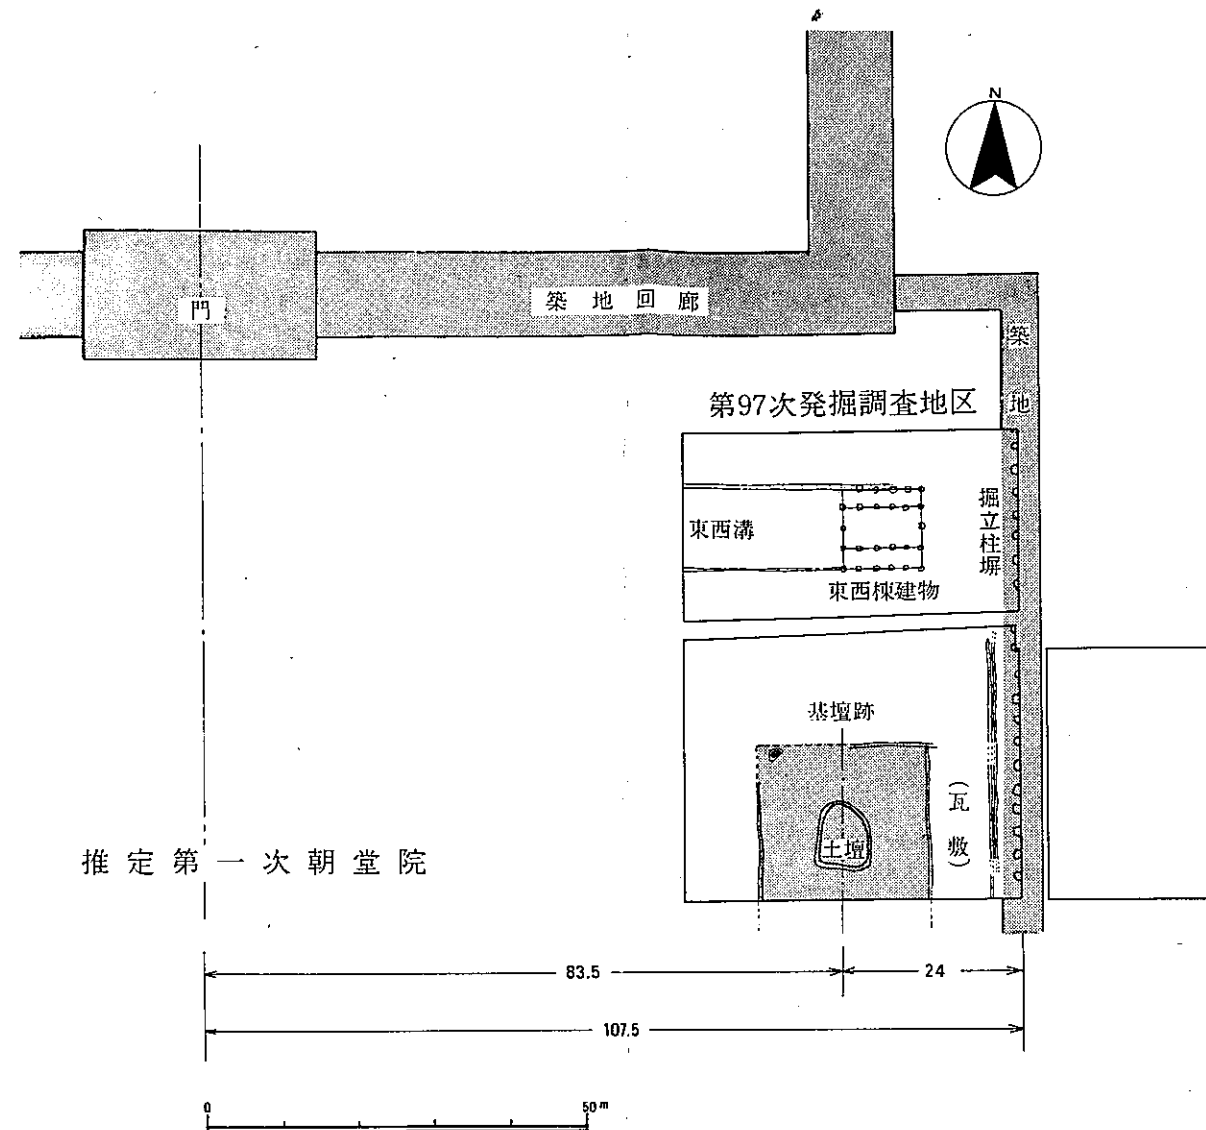 N
門
築地回廊
築地
第97次発掘調査地区
掘立柱塀
東西溝
東西棟建物
基壇跡
(瓦敷)
土壇
推定第一次朝堂院
83.5
24
107.5
0
50m